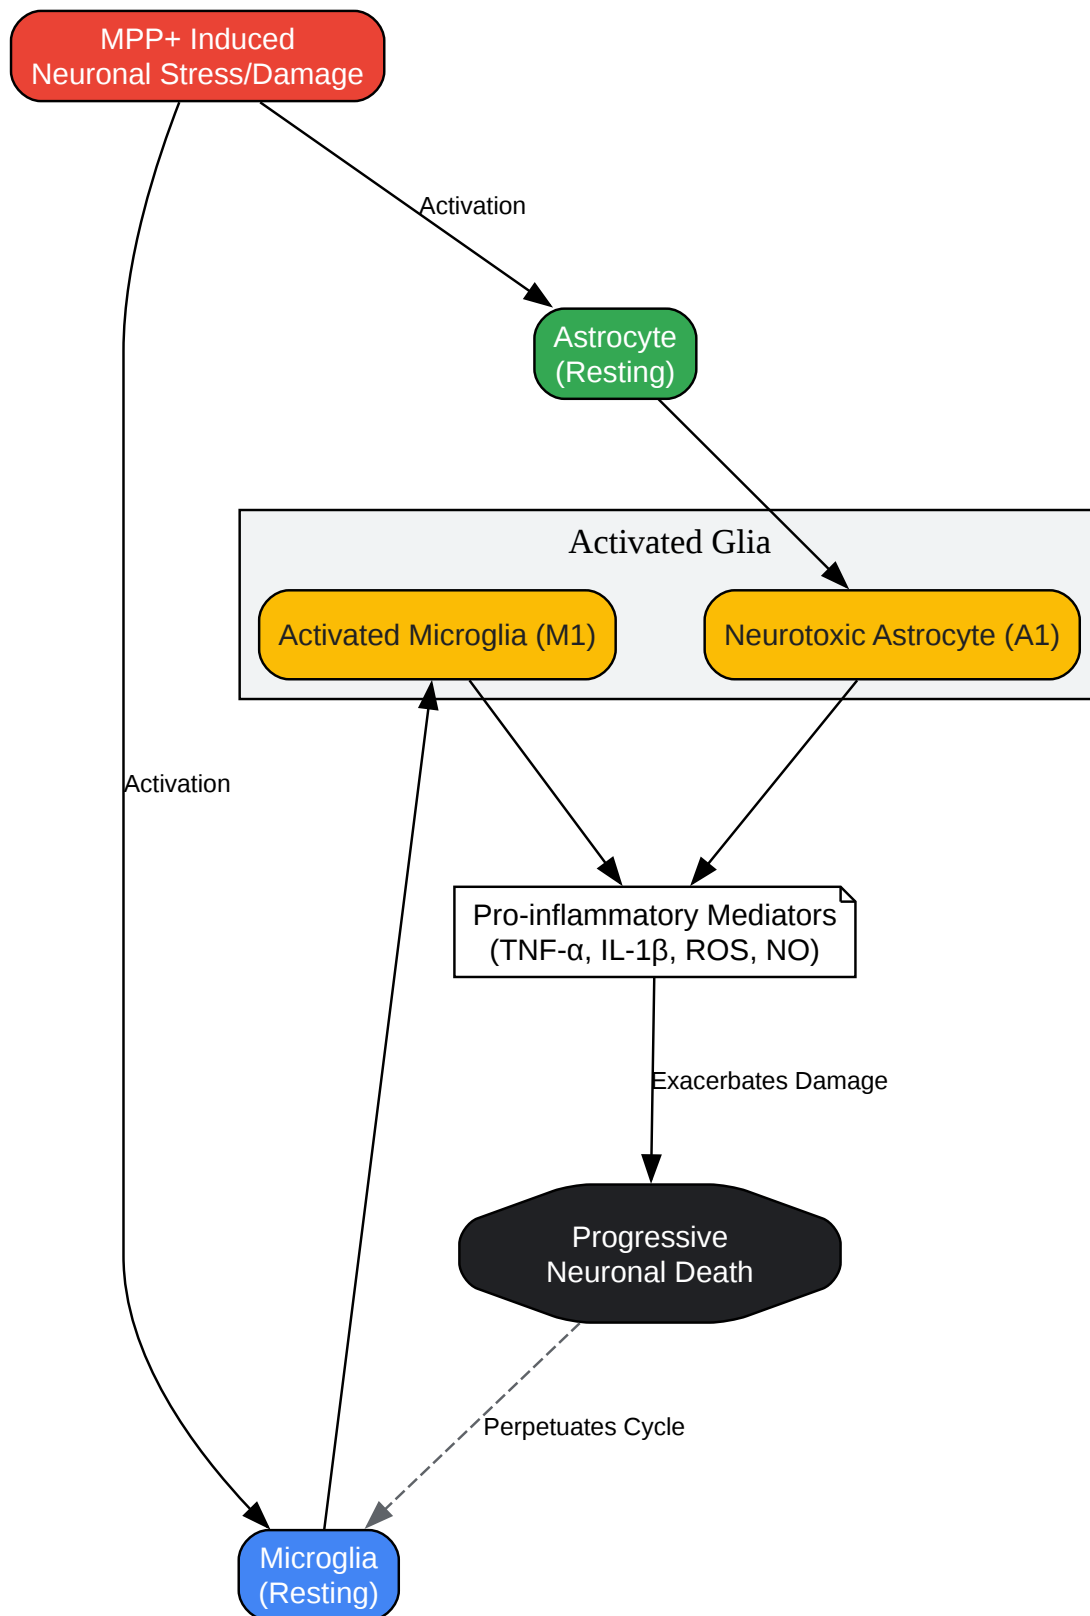 MPP+ Induced
Neuronal Stress/Damage
Activation
Astrocyte
(Resting)
Activated Glia
Activated Microglia (M1)
Neurotoxic Astrocyte (A1)
Activation
Pro-inflammatory Mediators
(TNF-α, IL-1β, ROS, NO)
Exacerbates Damage
Progressive
Neuronal Death
Perpetuates Cycle
Microglia
(Resting)